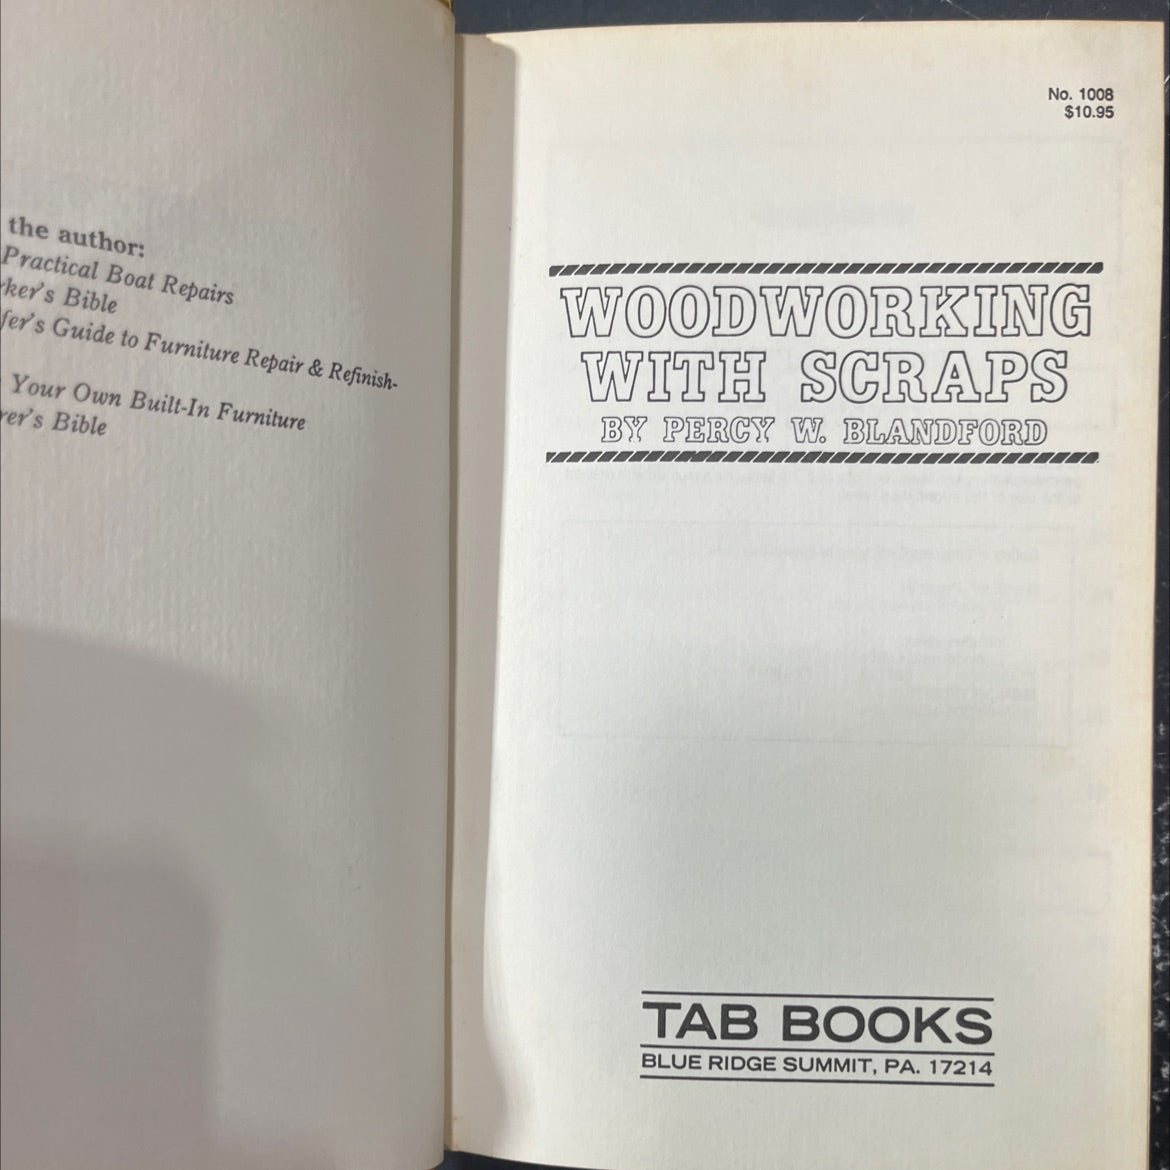 the author:
Practical Boat Repairs
ker's Bible
fer's Guide to Furniture Repair & Refinish-
Your Own Built-In Furniture
rer's Bible
No. 1008
$10.95
WOODWORKING
WITH SCRAPS
BY PERCY W. BLANDFORD
TAB BOOKS
BLUE RIDGE SUMMIT, PA. 17214